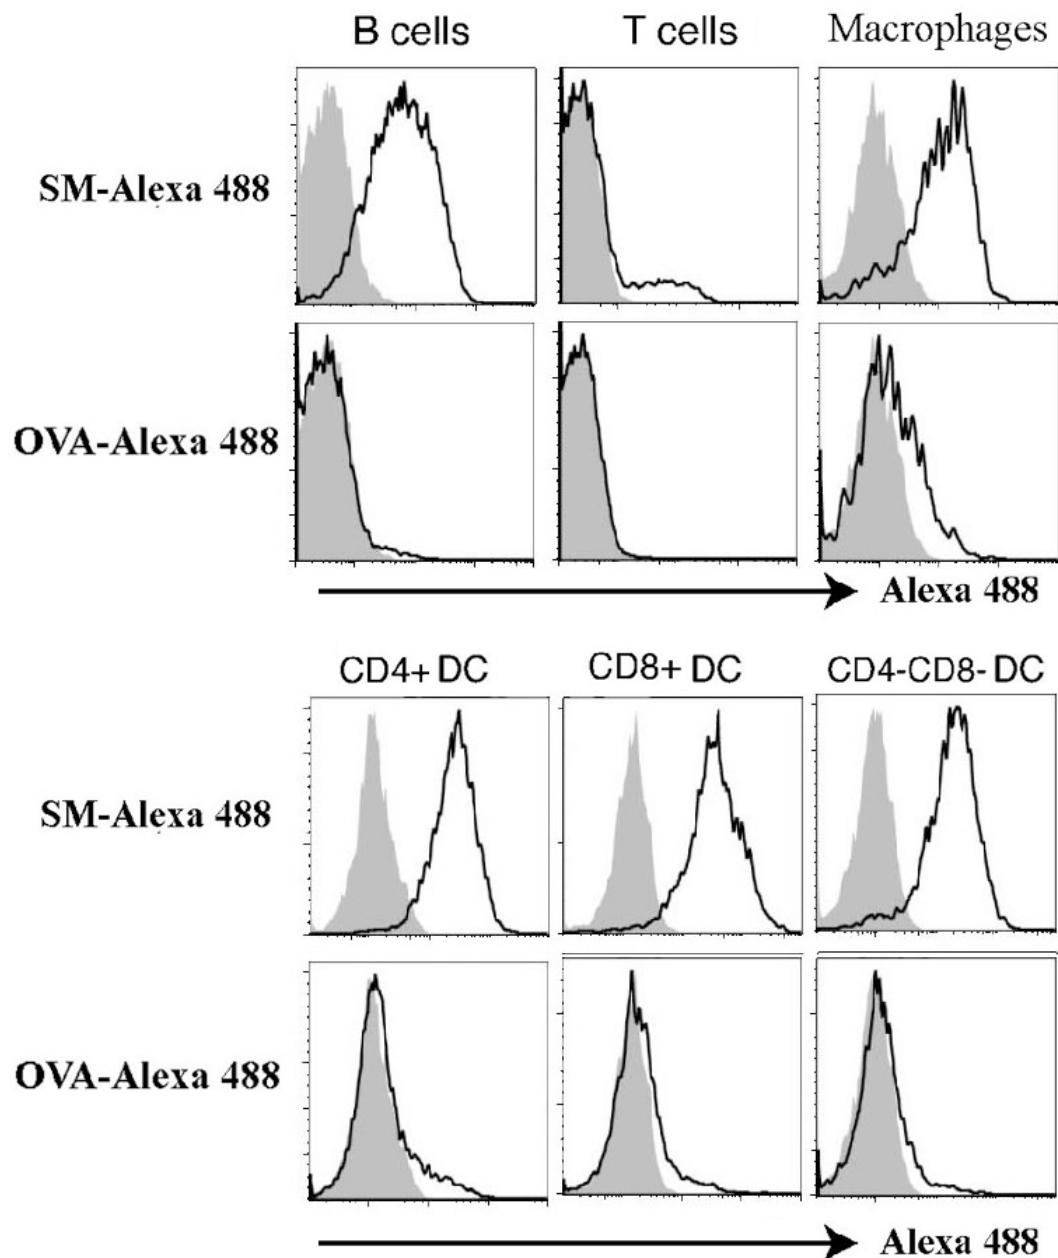 B cells T cells Macrophages
SM-Alexa 488
OVA-Alexa 488
Alexa 488
CD4+ DC CD8+ DC CD4-CD8- DC
SM-Alexa 488
OVA-Alexa 488
Alexa 488